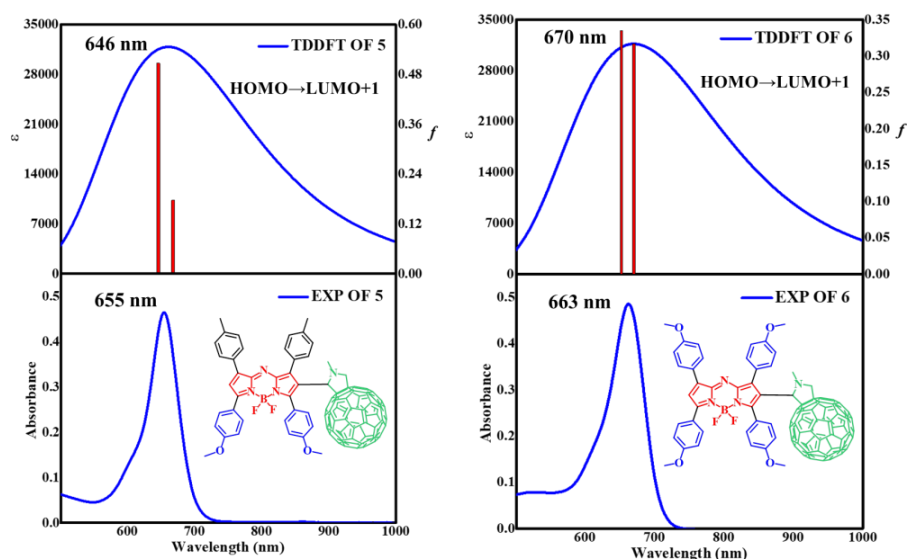 35000
28000
21000
14000
7000
0
ε
646 nm
TDDFT OF 5
HOMO→LUMO+1
0.60
0.48
0.36
0.24
0.12
0.00
f
0.5
0.4
0.3
0.2
0.1
0.0
Absorbance
655 nm
EXP OF 5
N
N
N
B
F
F
O
O
N
600
700
800
900
1000
Wavelength (nm)
35000
28000
21000
14000
7000
0
ε
670 nm
TDDFT OF 6
HOMO→LUMO+1
0.35
0.30
0.25
0.20
0.15
0.10
0.05
0.00
f
0.5
0.4
0.3
0.2
0.1
0.0
Absorbance
663 nm
EXP OF 6
O
O
N
N
N
B
F
F
O
O
N
600
700
800
900
1000
Wavelength (nm)